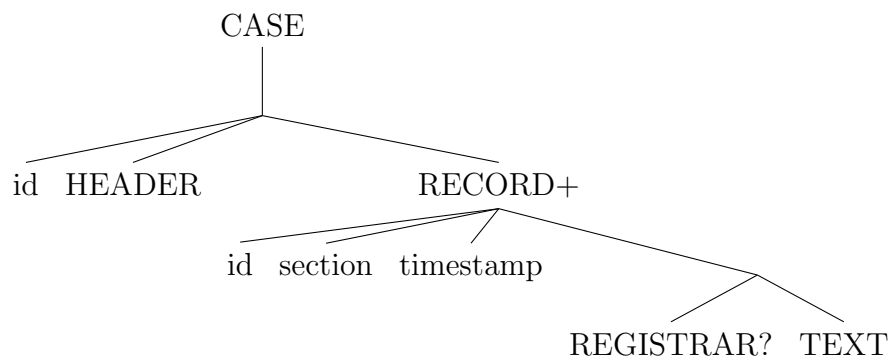 CASE
id HEADER RECORD+
id section timestamp
REGISTRAR? TEXT